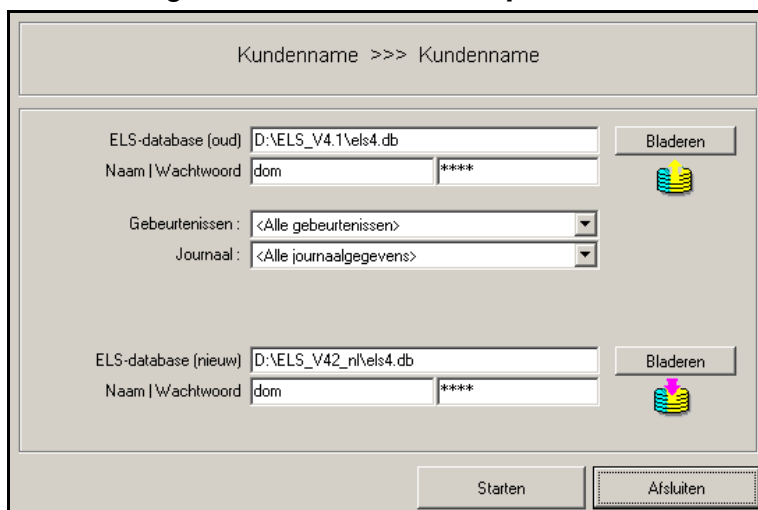 Kundenname >>> Kundenname
ELS-database (oud) D:\ELS_V4.1\els4.db Bladeren
Naam | Wachtwoord dom ****
Gebeurtenissen : <Alle gebeurtenissen>
Journaal : <Alle journaalgegevens>
ELS-database (nieuw) D:\ELS_V42_nl\els4.db Bladeren
Naam | Wachtwoord dom ****
Starten Afsluiten